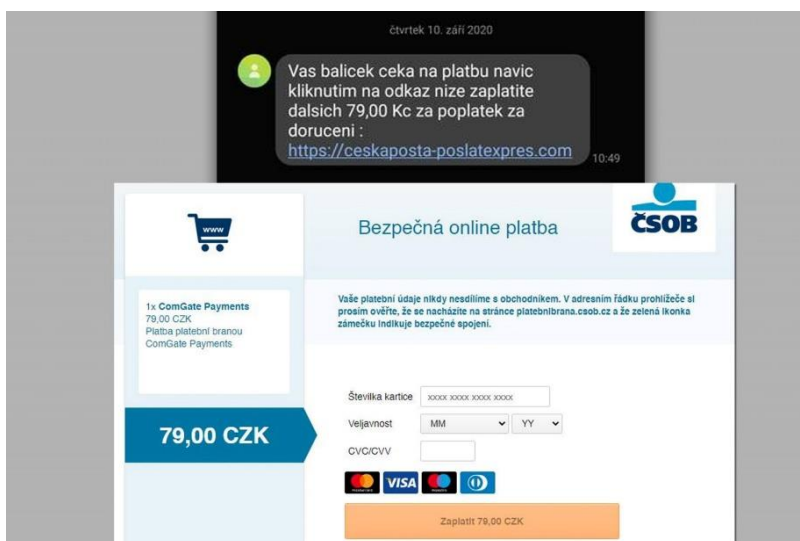 čtvrtek 10. září 2020
Vas balicek ceka na platbu navic
kliknutim na odkaz nize zaplatite
dalsich 79,00 Kc za poplatek za
doruceni :
https://ceskaposta-poslatexpres.com
10:49
www
Bezpečná online platba
ČSOB
1x ComGate Payments
79,00 CZK
Platba platební branou
ComGate Payments
Vaše platební údaje nikdy nesdílíme s obchodníkem. V adresním řádku prohlížeče si
prosím ověřte, že se nacházíte na stránce platebnibrana.csob.cz a že zelená ikonka
zámečku indikuje bezpečné spojení.
Številka kartice
xxxx xxxx xxxx xxxx
Veljavnost
MM
YY
79,00 CZK
CVC/CVV
VISA
Zaplatit 79,00 CZK